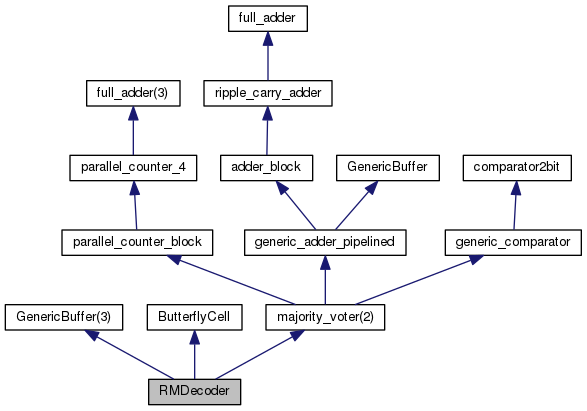 full_adder
full_adder(3)
ripple_carry_adder
parallel_counter_4
adder_block
GenericBuffer
comparator2bit
parallel_counter_block
generic_adder_pipelined
generic_comparator
GenericBuffer(3)
ButterflyCell
majority_voter(2)
RMDecoder